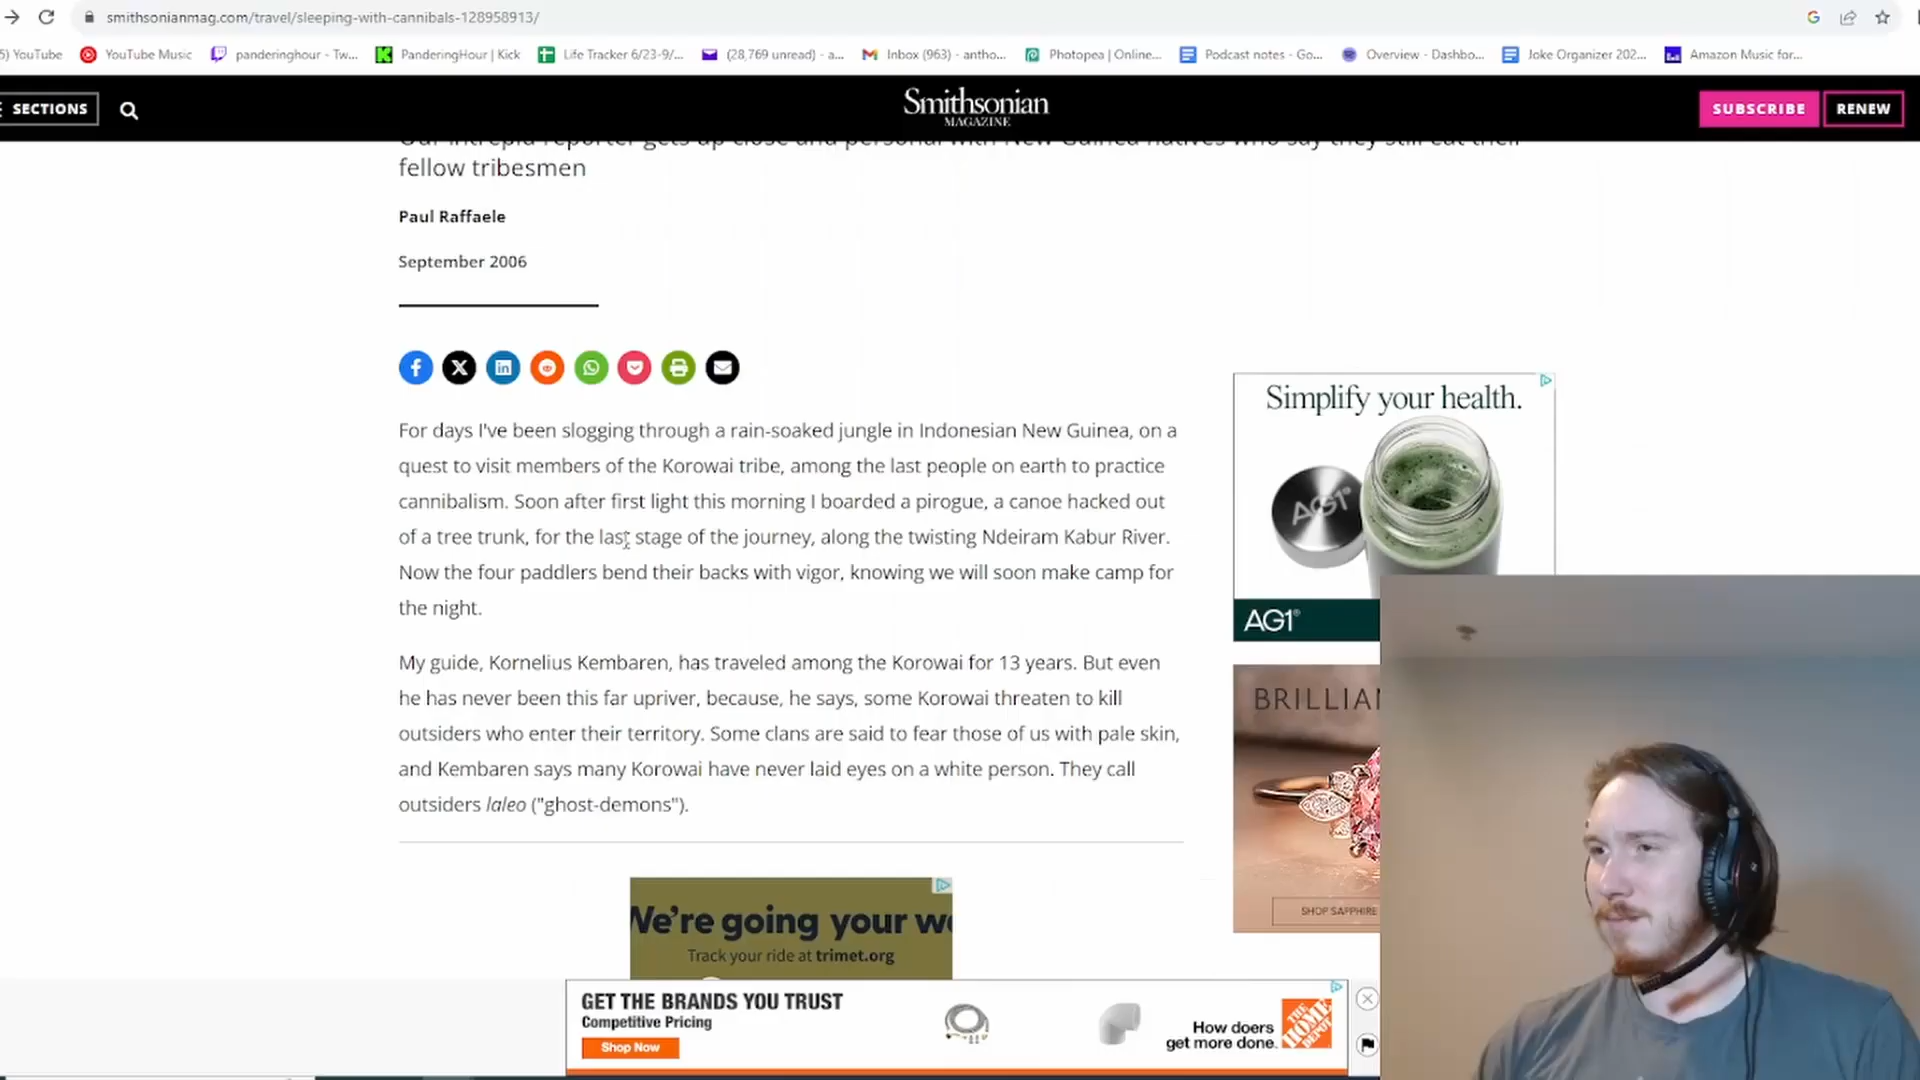 smithsonianmag.com/travel/sleeping-with-cannibals-128958913/
5) YouTube
YouTube Music
panderinghour - Tw...
PanderingHour | Kick
Life Tracker 6/23-9/...
(28,769 unread) - a...
Inbox (963) - antho...
Photopea | Online...
Podcast notes - Go...
Overview - Dashbo...
Joke Organizer 202...
Amazon Music for...
SECTIONS
Smithsonian
MAGAZINE
SUBSCRIBE
RENEW
Our intrepid reporter gets up close and personal with New Guinea natives who say they still eat their
fellow tribesmen
Paul Raffaele
September 2006
For days I've been slogging through a rain-soaked jungle in Indonesian New Guinea, on a
quest to visit members of the Korowai tribe, among the last people on earth to practice
cannibalism. Soon after first light this morning I boarded a pirogue, a canoe hacked out
of a tree trunk, for the last stage of the journey, along the twisting Ndeiram Kabur River.
Now the four paddlers bend their backs with vigor, knowing we will soon make camp for
the night.
My guide, Kornelius Kembaren, has traveled among the Korowai for 13 years. But even
he has never been this far upriver, because, he says, some Korowai threaten to kill
outsiders who enter their territory. Some clans are said to fear those of us with pale skin,
and Kembaren says many Korowai have never laid eyes on a white person. They call
outsiders laleo ("ghost-demons").
Simplify your health.
AG1®
AG1®
BRILLIAN
SHOP SAPPHIRE
We're going your w
Track your ride at trimet.org
GET THE BRANDS YOU TRUST
Competitive Pricing
Shop Now
How doers
get more done.
THE HOME DEPOT